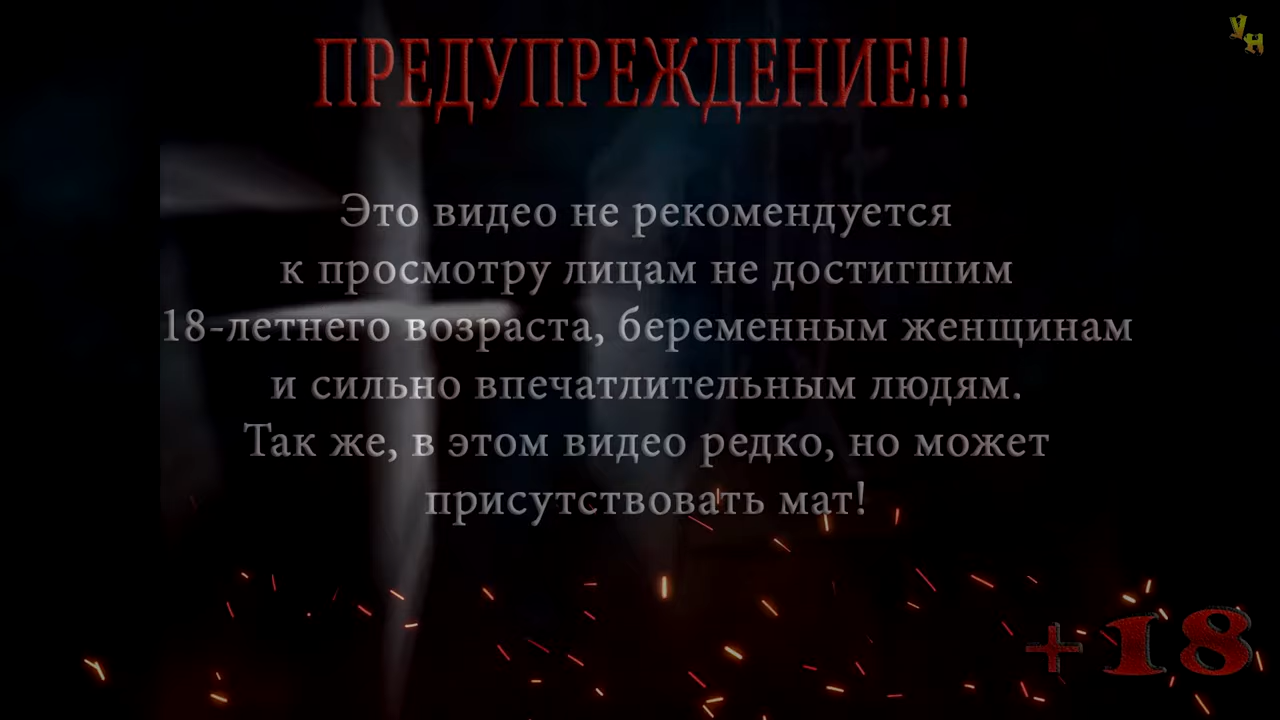 УН
ПРЕДУПРЕЖДЕНИЕ!!!
Это видео не рекомендуется
к просмотру лицам не достигшим
18-летнего возраста, беременным женщинам
и сильно впечатлительным людям.
Так же, в этом видео редко, но может
присутствовать мат!
+18